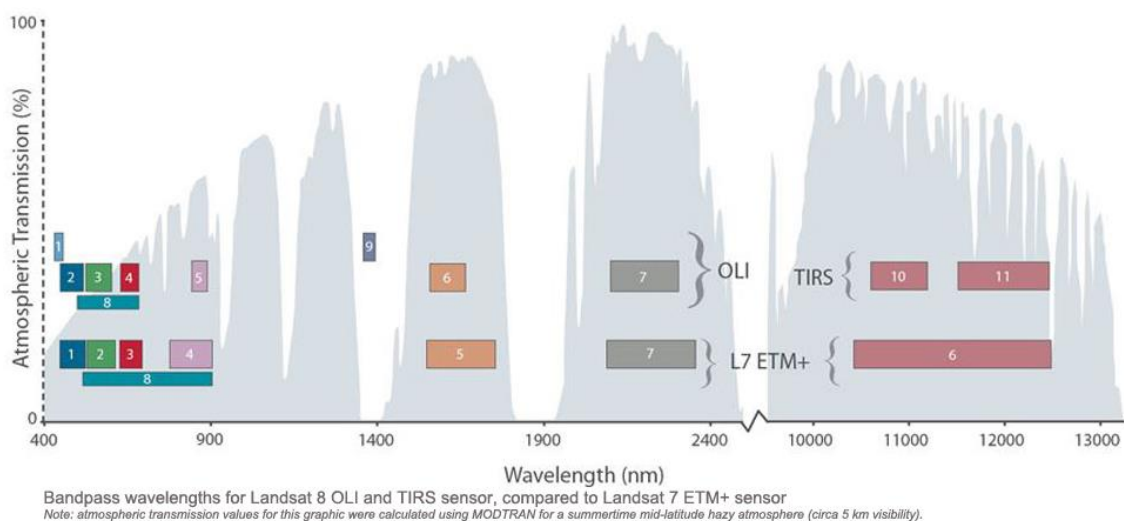 100
Atmospheric Transmission (%)
0
1
9
2 3 4 5 6 7 OLI TIRS 10 11
8
1 2 3 4 5 7 L7 ETM+ 6
8
400 900 1400 1900 2400 10000 11000 12000 13000
Wavelength (nm)
Bandpass wavelengths for Landsat 8 OLI and TIRS sensor, compared to Landsat 7 ETM+ sensor
Note: atmospheric transmission values for this graphic were calculated using MODTRAN for a summertime mid-latitude hazy atmosphere (circa 5 km visibility).